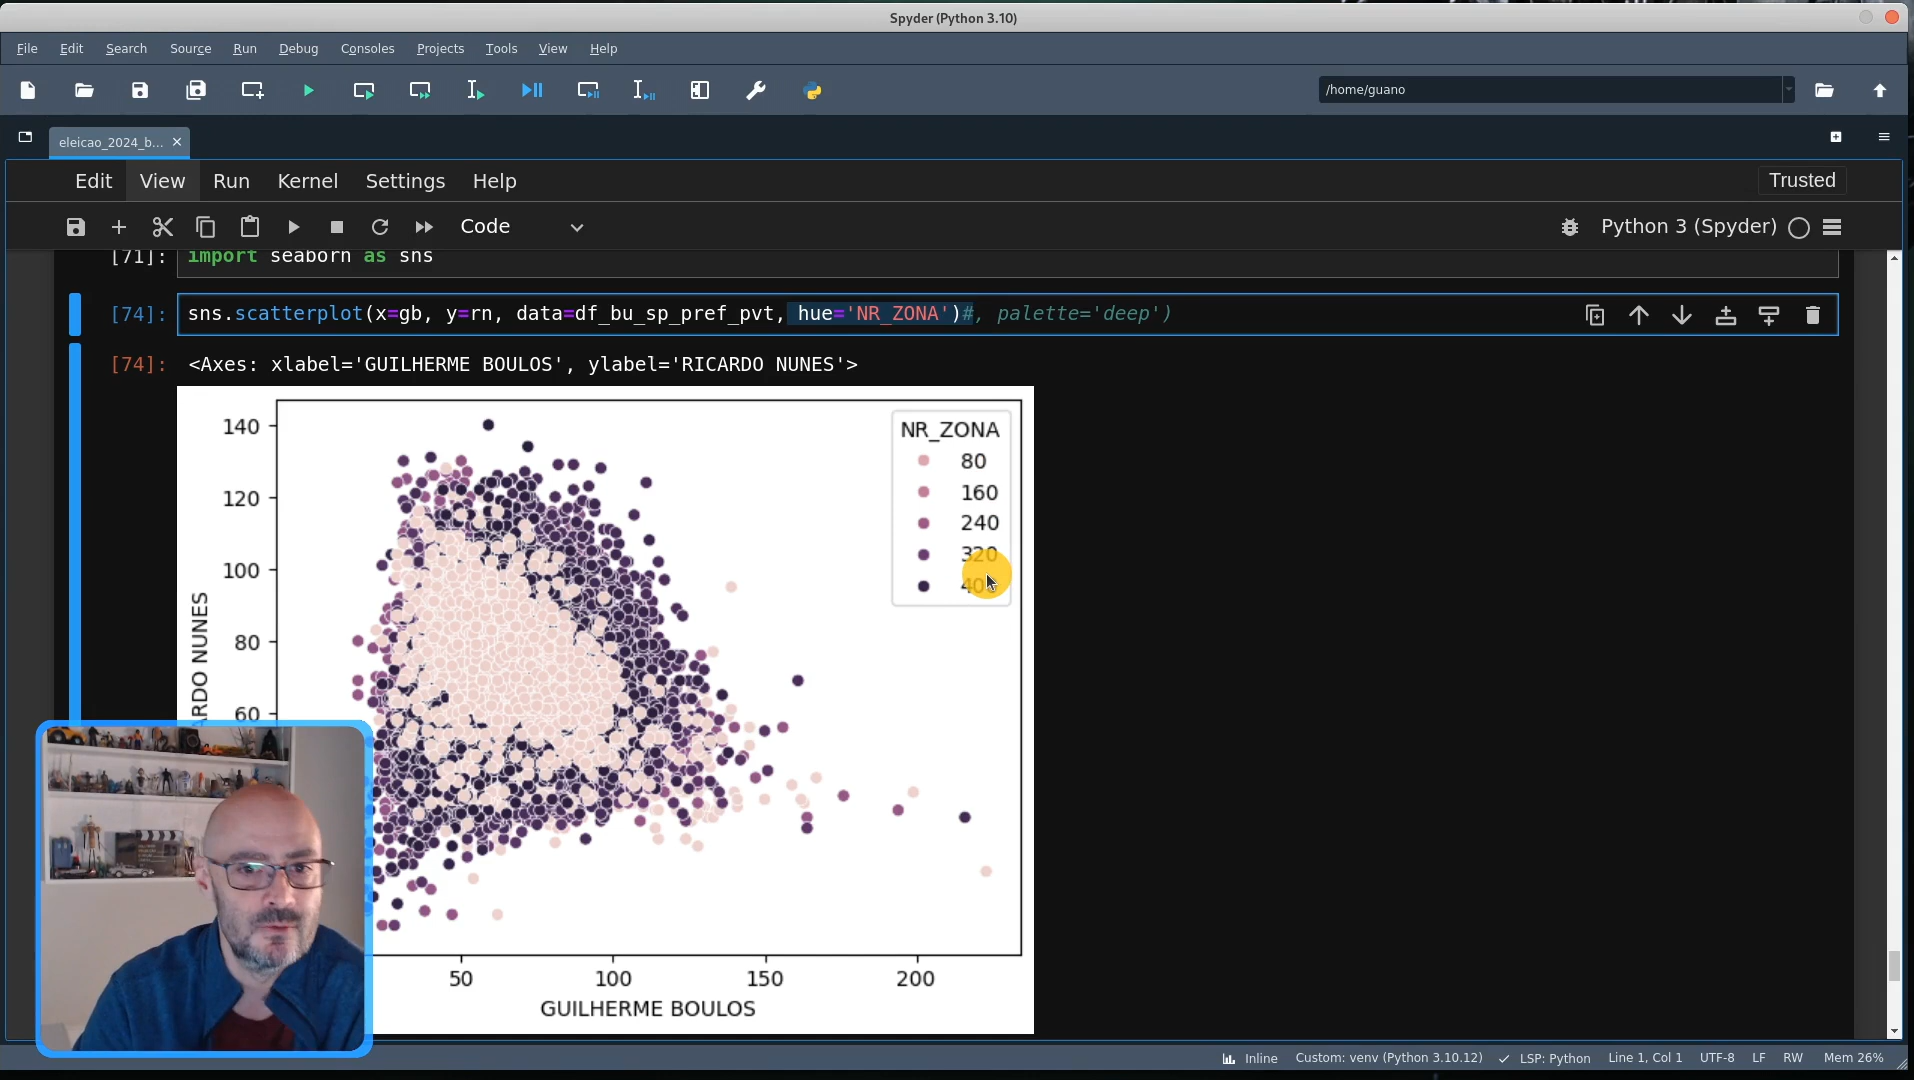 Spyder (Python 3.10)
File Edit Search Source Run Debug Consoles Projects Tools View Help
/home/guano
eleicao_2024_b...
Edit View Run Kernel Settings Help
Trusted
Code
Python 3 (Spyder)
[71]: import seaborn as sns
[74]: sns.scatterplot(x=gb, y=rn, data=df_bu_sp_pref_pvt, hue='NR_ZONA')#, palette='deep')
[74]: <Axes: xlabel='GUILHERME BOULOS', ylabel='RICARDO NUNES'>
NR_ZONA
80
160
240
320
400
140
120
100
80
60
ARDO NUNES
50 100 150 200
GUILHERME BOULOS
Inline Custom: venv (Python 3.10.12) LSP: Python Line 1, Col 1 UTF-8 LF RW Mem 26%